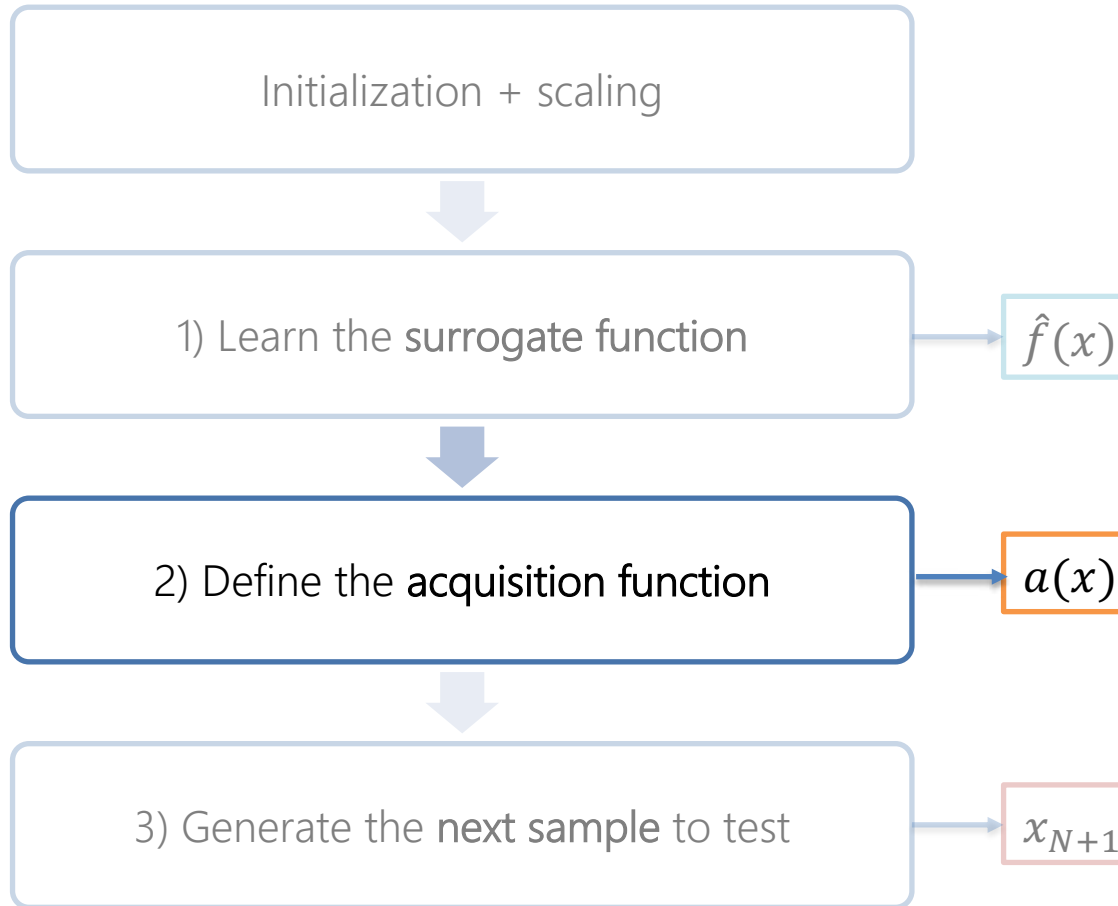 Initialization + scaling
1) Learn the surrogate function
f̂(x)
2) Define the acquisition function
a(x)
3) Generate the next sample to test
x_{N+1}